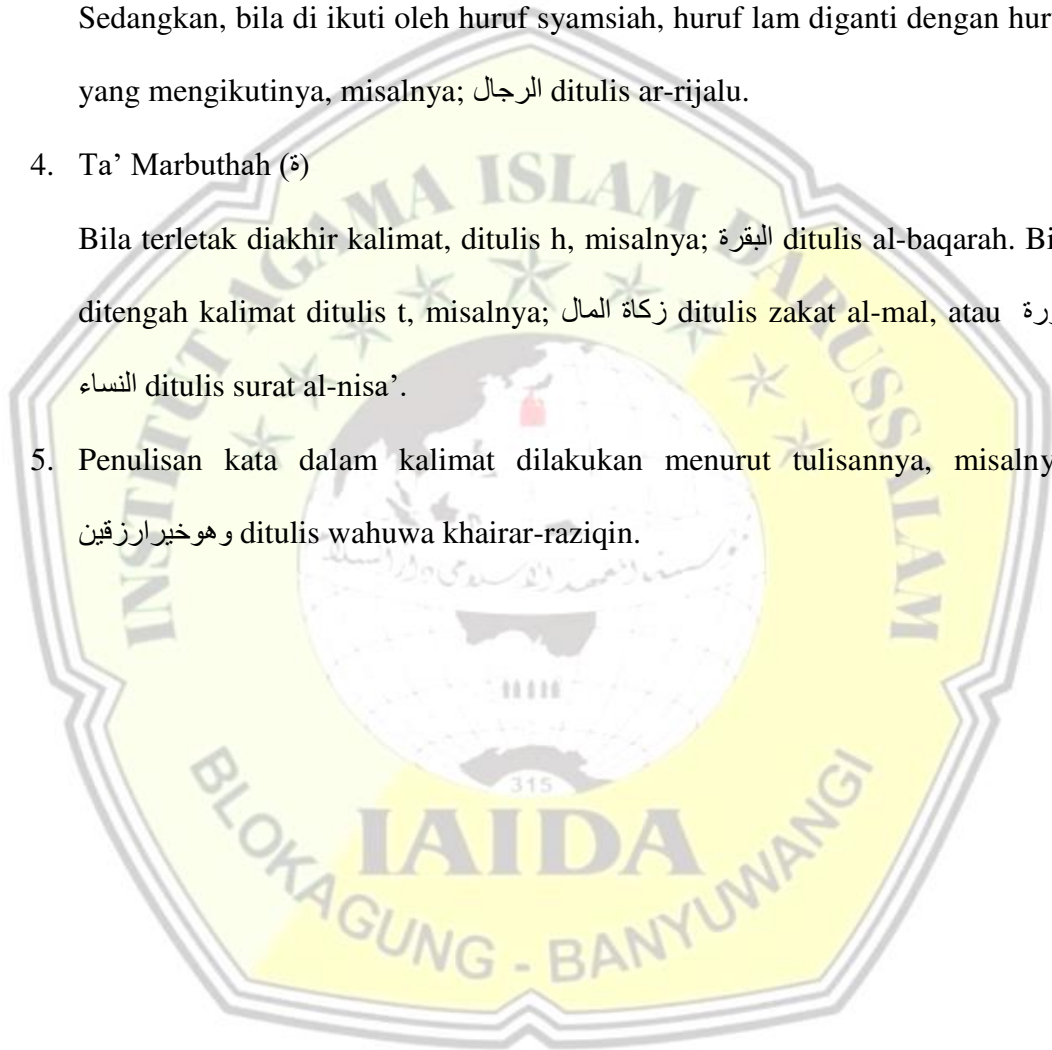 Sedangkan, bila di ikuti oleh huruf syamsiah, huruf lam diganti dengan
yang mengikutinya, misalnya; الرجال ditulis ar-rijalu.
4. Ta’ Marbuthah (ة)
Bila terletak diakhir kalimat, ditulis h, misalnya; البقرة ditulis al-baqarah.
ditengah kalimat ditulis t, misalnya; زكاة المال ditulis zakat al-mal, atau
النساء ditulis surat al-nisa’.
5. Penulisan kata dalam kalimat dilakukan menurut tulisannya,
وهوخيرارزقين ditulis wahuwa khairar-raziqin.
INSTITUT AGAMA ISLAM DARUSSALAM
315
IAIDA
BLOKAGUNG - BANYUWANGI